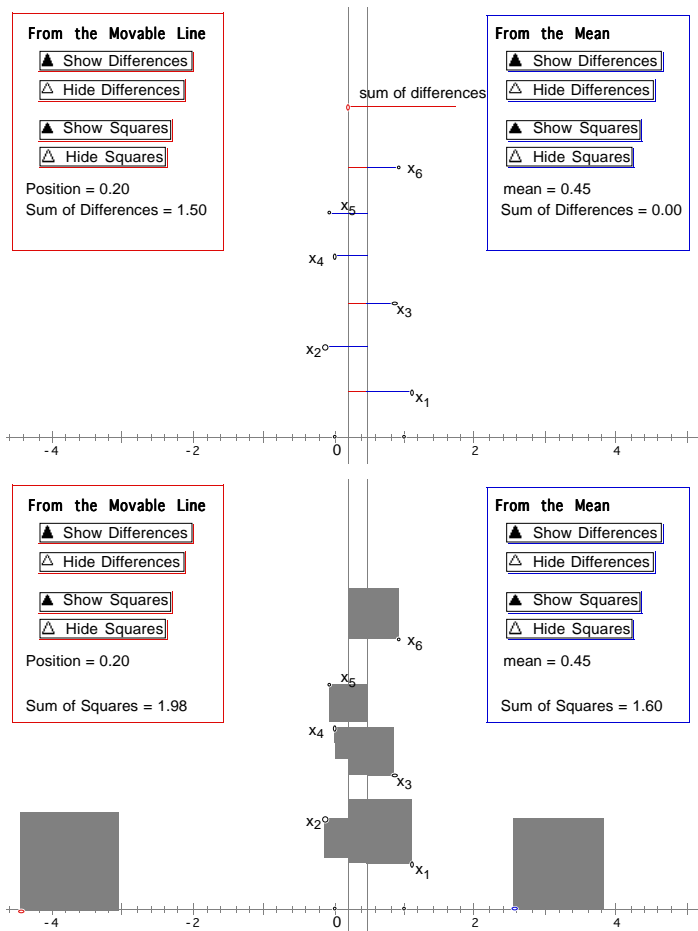 From the Movable Line
Show Differences
Hide Differences
Show Squares
Hide Squares
Position = 0.20
Sum of Differences = 1.50
sum of differences
x6
x5
x4
x3
x2
x1
From the Mean
Show Differences
Hide Differences
Show Squares
Hide Squares
mean = 0.45
Sum of Differences = 0.00
-4 -2 0 2 4
From the Movable Line
Show Differences
Hide Differences
Show Squares
Hide Squares
Position = 0.20
Sum of Squares = 1.98
x6
x5
x4
x3
x2
x1
From the Mean
Show Differences
Hide Differences
Show Squares
Hide Squares
mean = 0.45
Sum of Squares = 1.60
-4 -2 0 2 4